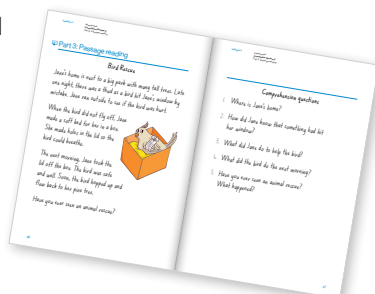 Part 3: Passage reading
Bird Rescue
Jane's home is next to a big park with many tall trees. Late
one night, there was a thud as a bird hit Jane's window by
mistake. Jane ran outside to see if the bird was hurt.
When the bird did not fly off, Jane
made a soft bed for her in a box.
She made holes in the lid so the
bird could breathe.
The next morning, Jane took the
lid off the box. The bird was safe
and well. Soon, the bird hopped up and
flew back to her pine tree.
Have you ever seen an animal rescue?
Comprehension questions
1. Where is Jane's home?
2. How did Jane know that something had hit
her window?
3. What did Jane do to help the bird?
4. What did the bird do the next morning?
5. Have you ever seen an animal rescue?
What happened?